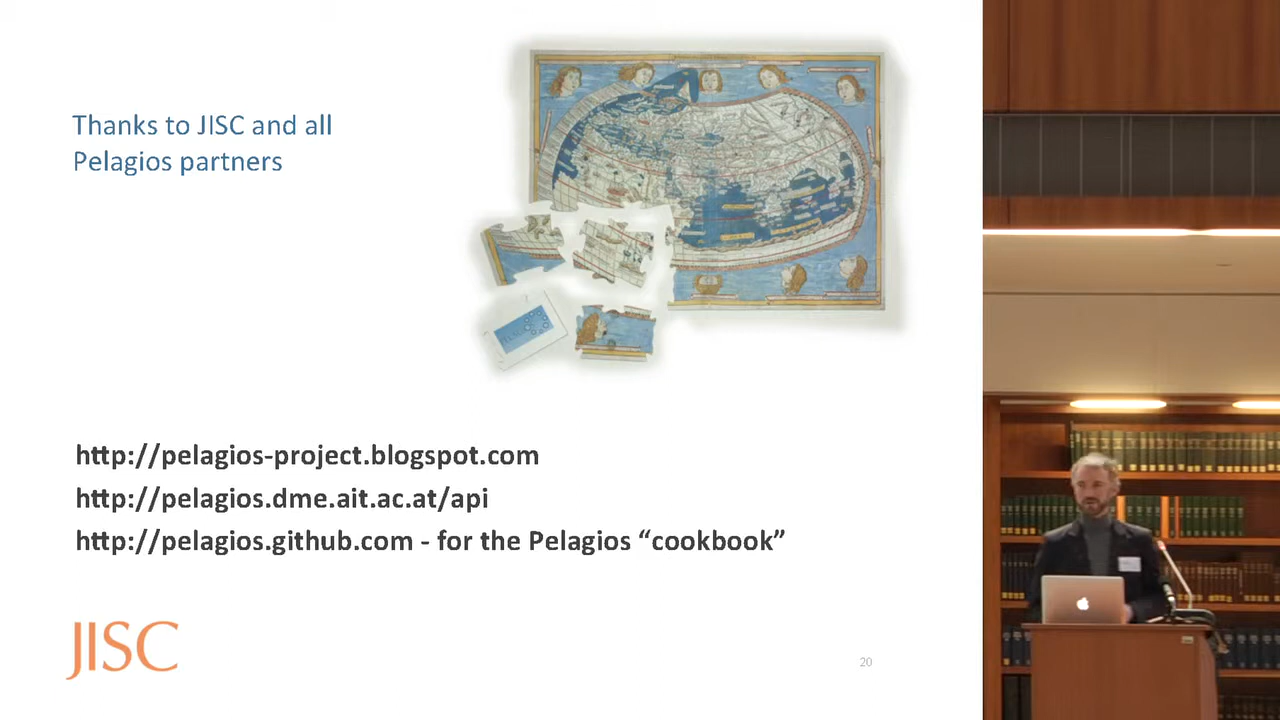 Thanks to JISC and all
Pelagios partners
http://pelagios-project.blogspot.com
http://pelagios.dme.ait.ac.at/api
http://pelagios.github.com - for the Pelagios “cookbook”
JISC
20